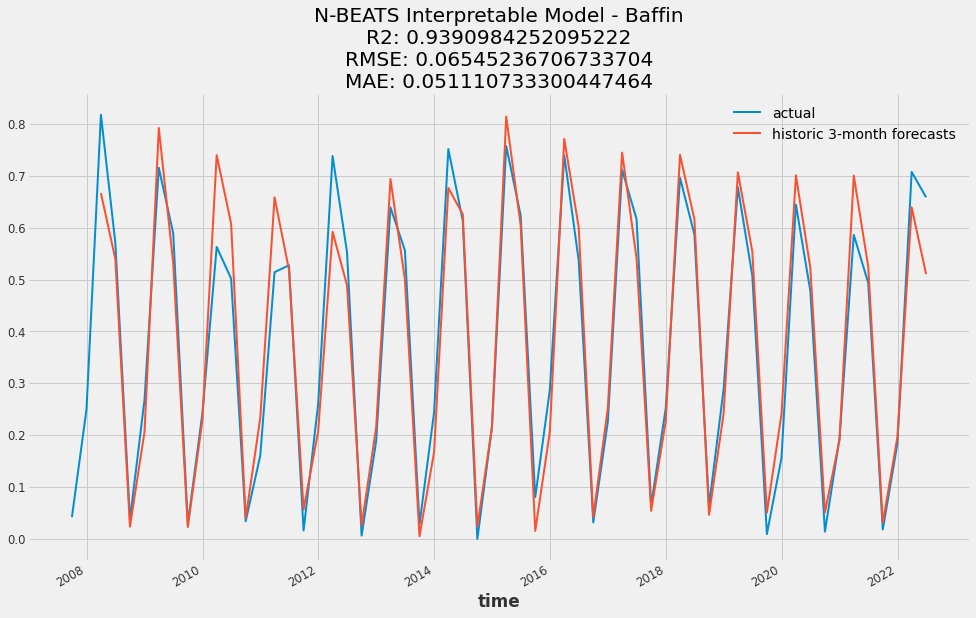 N-BEATS Interpretable Model - Baffin
R2: 0.9390984252095222
RMSE: 0.06545236706733704
MAE: 0.051110733300447464
actual
historic 3-month forecasts
0.8
0.7
0.6
0.5
0.4
0.3
0.2
0.1
0.0
2008
2010
2012
2014
2016
2018
2020
2022
time